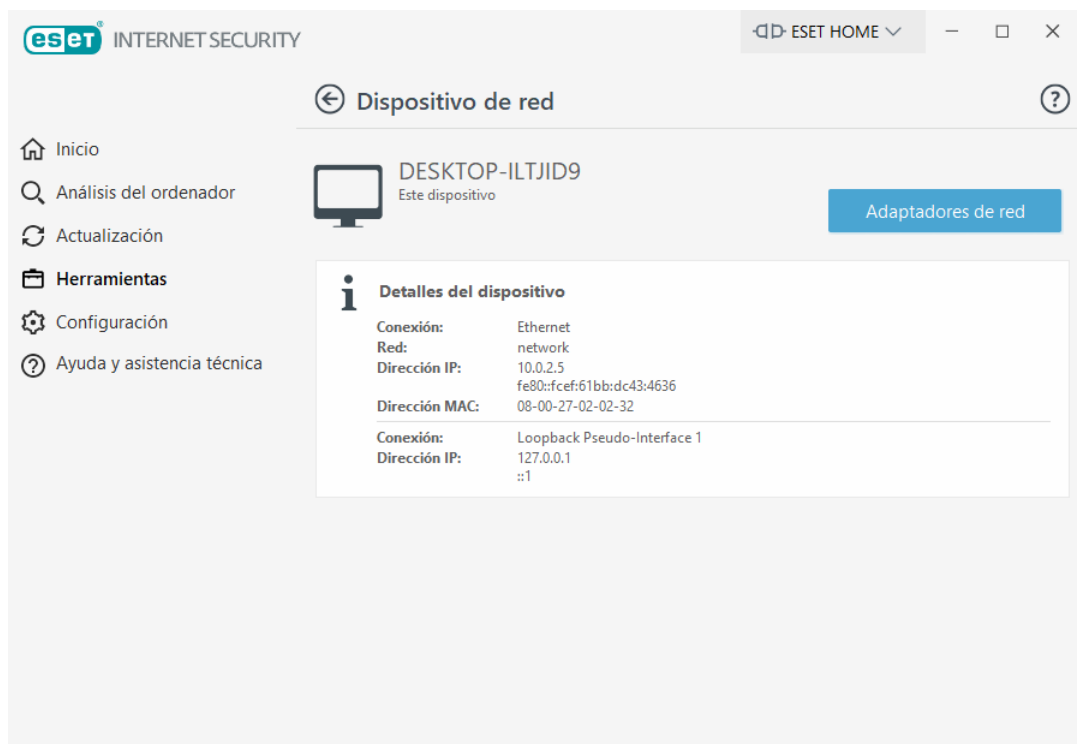 eset® INTERNET SECURITY
ESET HOME
Dispositivo de red
?
Inicio
Análisis del ordenador
Actualización
Herramientas
Configuración
Ayuda y asistencia técnica
DESKTOP-ILTJID9
Este dispositivo
Adaptadores de red
Detalles del dispositivo
Conexión: Ethernet
Red: network
Dirección IP: 10.0.2.5
fe80::fcef:61bb:dc43:4636
Dirección MAC: 08-00-27-02-02-32
Conexión: Loopback Pseudo-Interface 1
Dirección IP: 127.0.0.1
::1